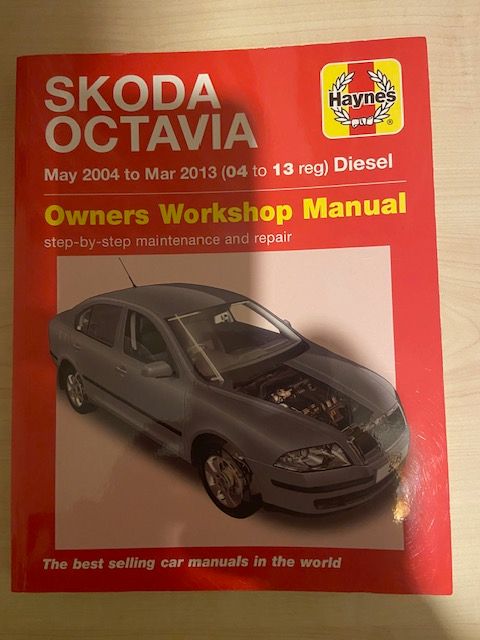 SKODA
OCTAVIA
Haynes
®
May 2004 to Mar 2013 (04 to 13 reg) Diesel
Owners Workshop Manual
step-by-step maintenance and repair
The best selling car manuals in the world